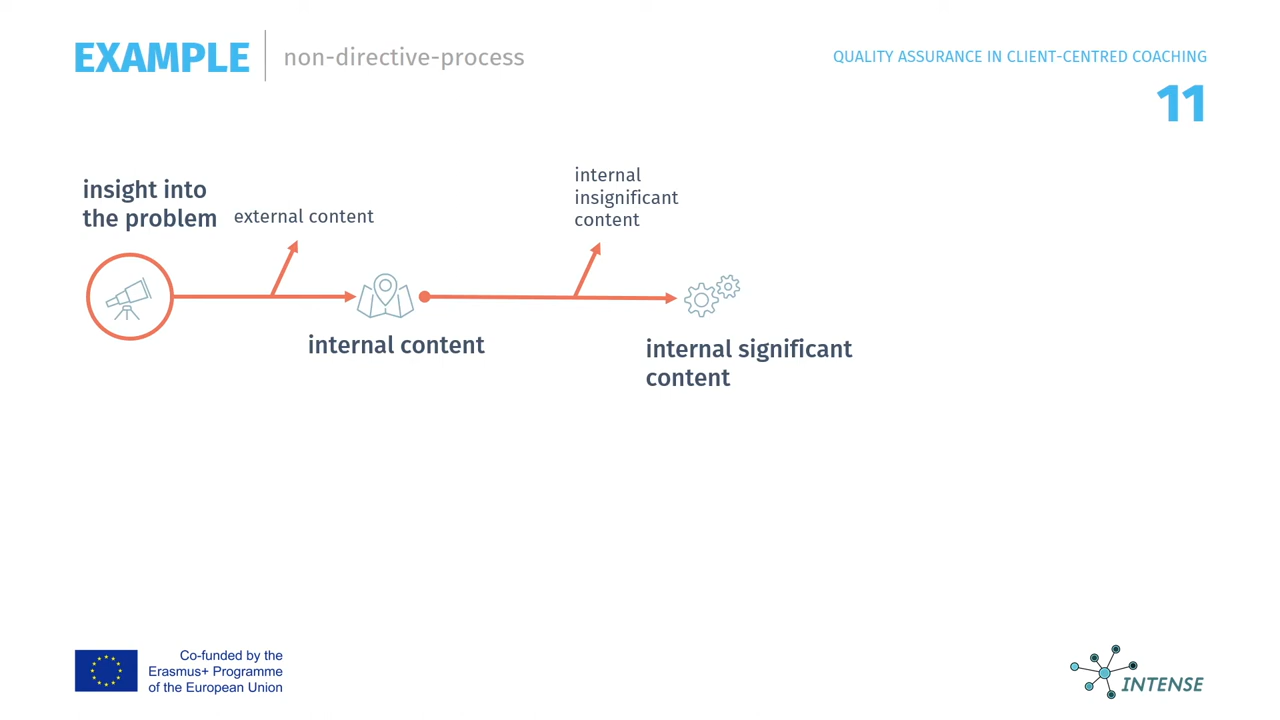 EXAMPLE
non-directive-process
QUALITY ASSURANCE IN CLIENT-CENTRED COACHING
11
insight into
the problem
external content
internal
insignificant
content
internal content
internal significant
content
Co-funded by the
Erasmus+ Programme
of the European Union
INTENSE